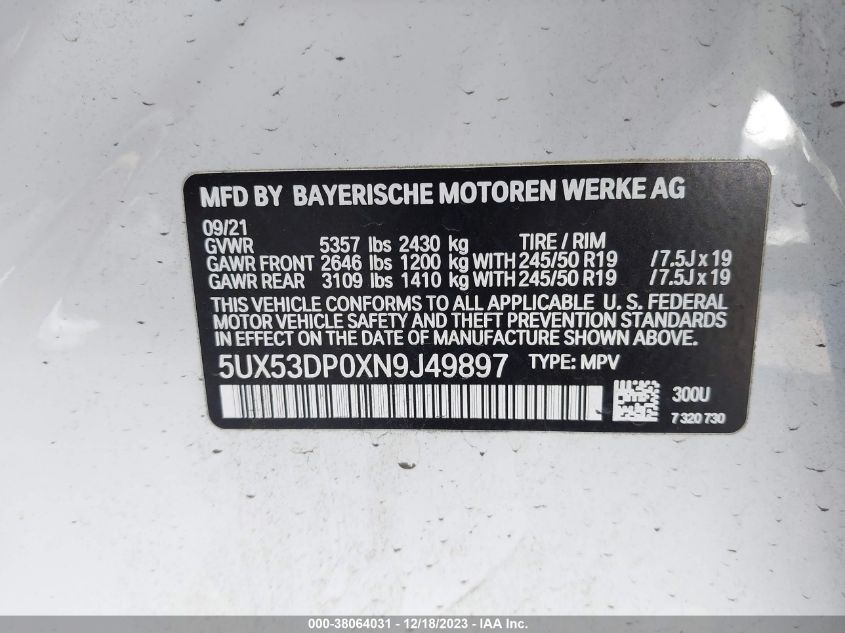 MFD BY BAYERISCHE MOTOREN WERKE AG
09/21
GVWR 5357 lbs 2430 kg TIRE / RIM
GAWR FRONT 2646 lbs 1200 kg WITH 245/50 R19 /7.5J x 19
GAWR REAR 3109 lbs 1410 kg WITH 245/50 R19 /7.5J x 19
THIS VEHICLE CONFORMS TO ALL APPLICABLE U. S. FEDERAL
MOTOR VEHICLE SAFETY AND THEFT PREVENTION STANDARDS
IN EFFECT ON THE DATE OF MANUFACTURE SHOWN ABOVE.
5UX53DP0XN9J49897 TYPE: MPV
300U
7 320 730
000-38064031 - 12/18/2023 - IAA Inc.